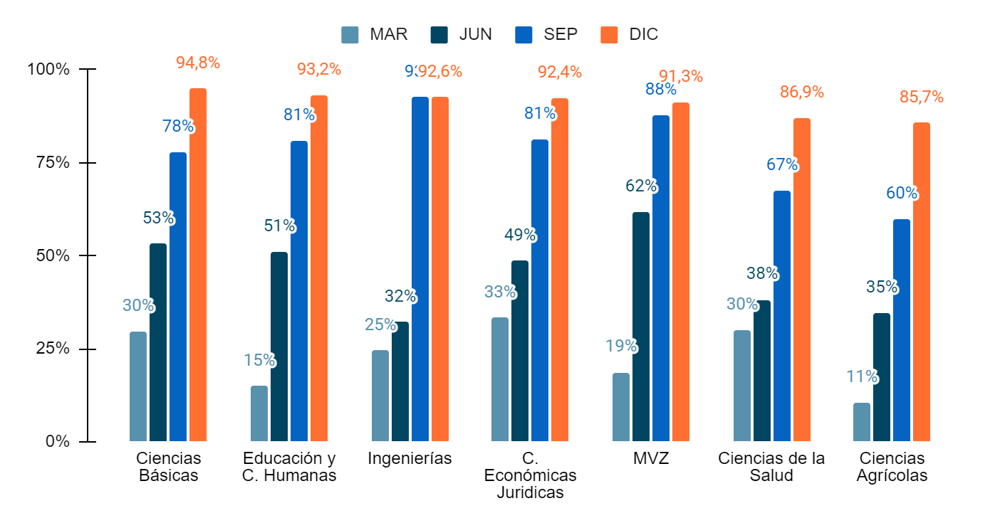 MAR JUN SEP DIC
100%
75%
50%
25%
0%
30% 53% 78% 94,8%
15% 51% 81% 93,2%
25% 32% 92,6%
33% 49% 81% 92,4%
19% 62% 88% 91,3%
30% 38% 67% 86,9%
11% 35% 60% 85,7%
Ciencias
Básicas
Educación y
C. Humanas
Ingenierías
C.
Económicas
Juridicas
MVZ
Ciencias de la
Salud
Ciencias
Agrícolas